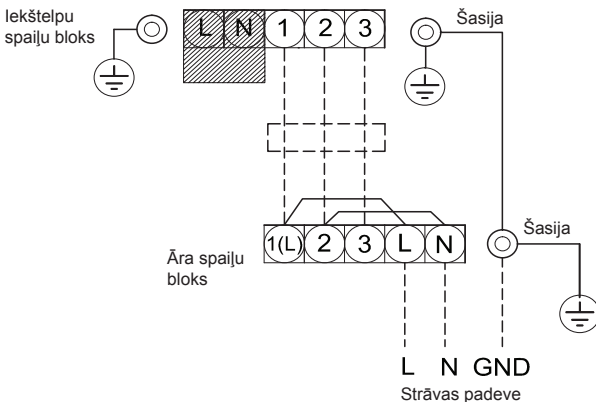 Iekštelpu
spaiļu bloks
L N 1 2 3
Šasija
1(L) 2 3 L N
Šasija
Āra spaiļu
bloks
L N GND
Strāvas padeve